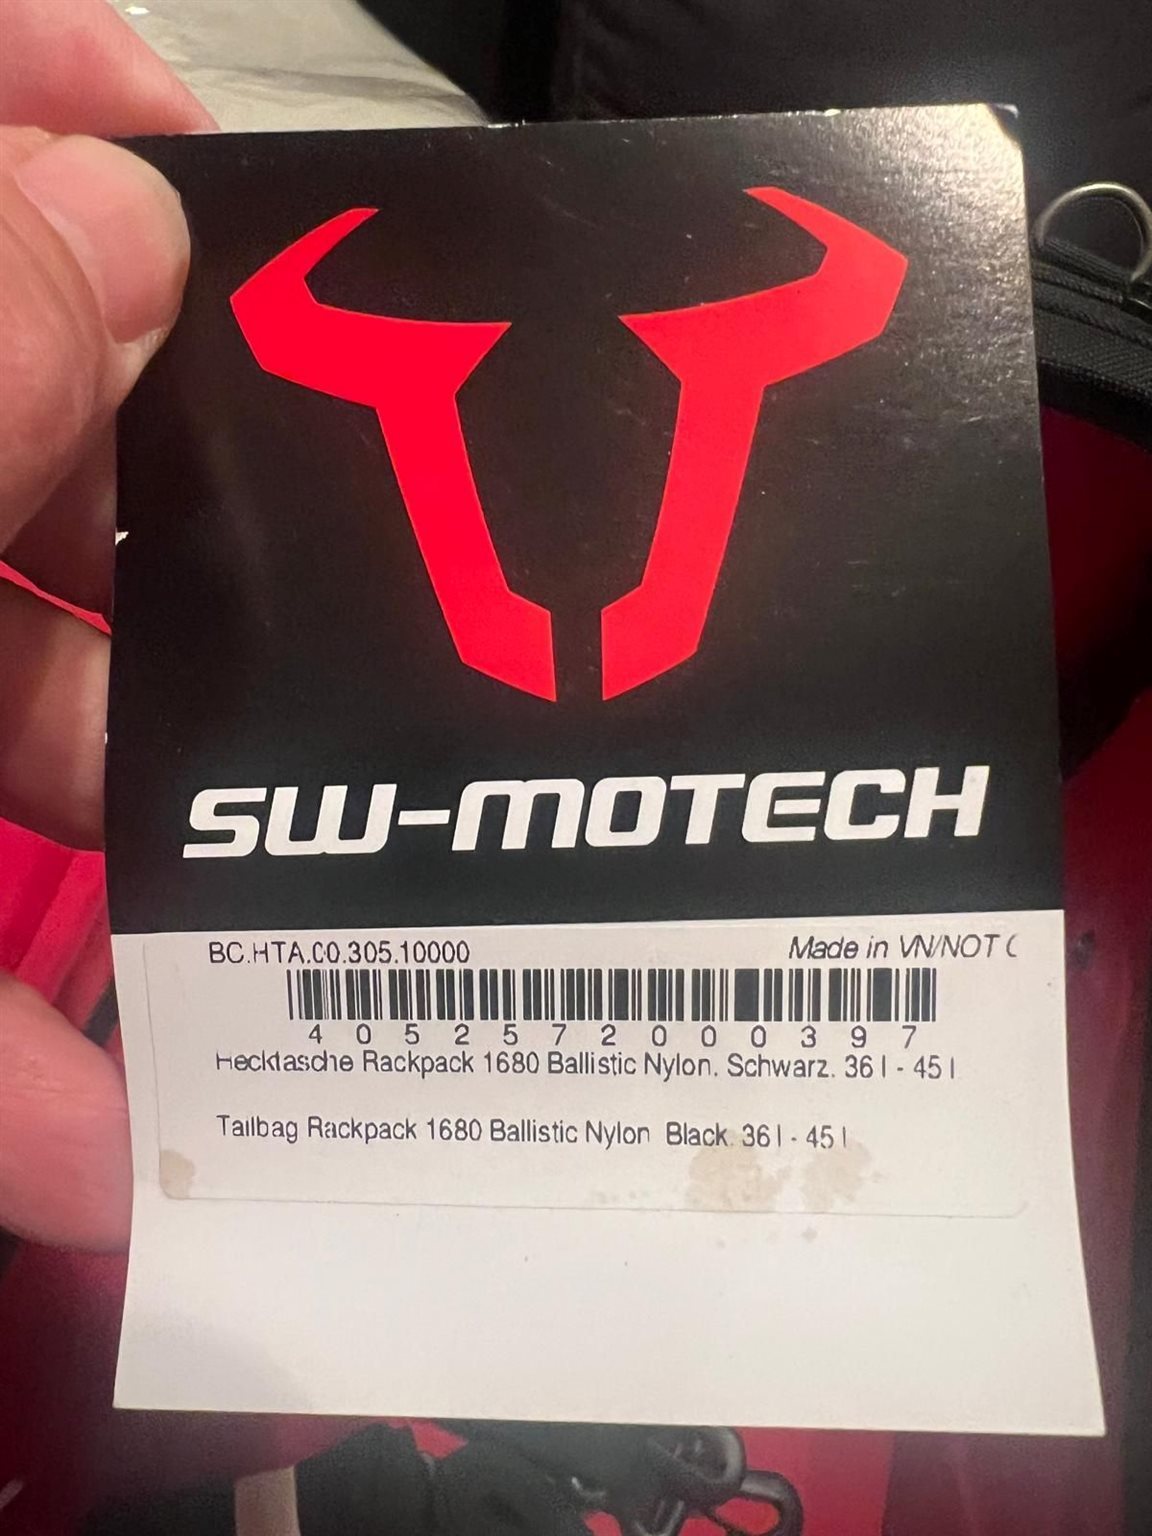 SW-MOTECH
BC.HTA.00.305.10000
Made in VN/NOT
4052572000397
Hecktasche Rackpack 1680 Ballistic Nylon. Schwarz. 36 l - 45 l
Tailbag Rackpack 1680 Ballistic Nylon Black. 36 l - 45 l